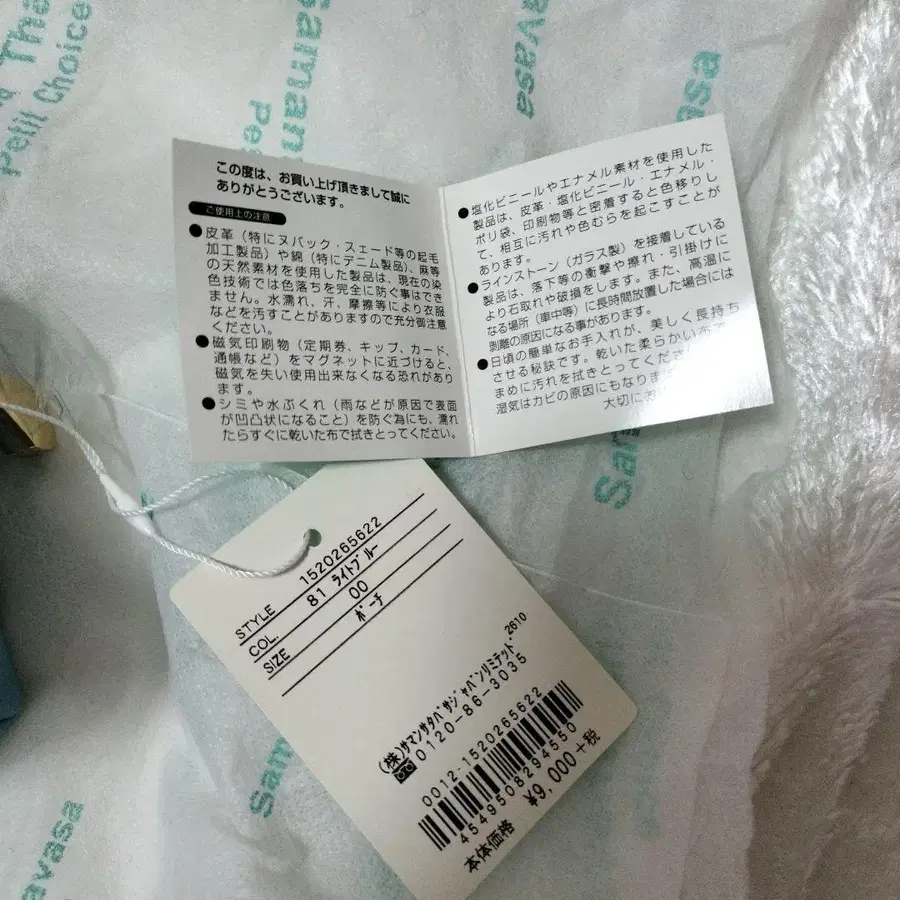 Tha
Petit Choice
Saman
Pe
avasa
asa
この度は、お買い上げ頂きまして誠に
ありがとうございます。
ご使用上の注意
●皮革（特にヌバック・スエード等の起毛
加工製品）や綿（特にデニム製品）、麻等
の天然素材を使用した製品は、現在の染
色技術では色落ちを完全に防ぐ事はでき
ません。水濡れ、汗、摩擦等により衣服
などを汚すことがありますので充分御注意
ください。
●磁気印刷物（定期券、キップ、カード、
通帳など）をマグネットに近づけると、
磁気を失い使用出来なくなる恐れがあり
ます。
●シミや水ぶくれ（雨などが原因で表面
が凹凸状になること）を防ぐ為にも、濡れ
たらすぐに乾いた布で拭きとってください。
●塩化ビニールやエナメル素材を使用した
製品は、皮革・塩化ビニール・エナメル・
ポリ袋、印刷物等と密着すると色移りし
て、相互に汚れや色むらを起こすことが
あります。
●ラインストーン（ガラス製）を接着している
製品は、落下等の衝撃や擦れ・引掛けに
より石取れや破損をします。また、高温に
なる場所（車中等）に長時間放置した場合には
剥離の原因になる事があります。
●日頃の簡単なお手入れが、美しく長持ち
させる秘訣です。乾いた柔らかい布で
まめに汚れを拭きとってくださ
湿気はカビの原因にもなりま
大切に
Sava
STYLE 1520265622
COL. 81 ライトブルー
SIZE 00
ポーチ
2610
(株)サマンサタバサジャパンリミテッド
0120-86-3035
0012-1520265622
4549508294550
本体価格 ¥9,000+税
Sam
avasa